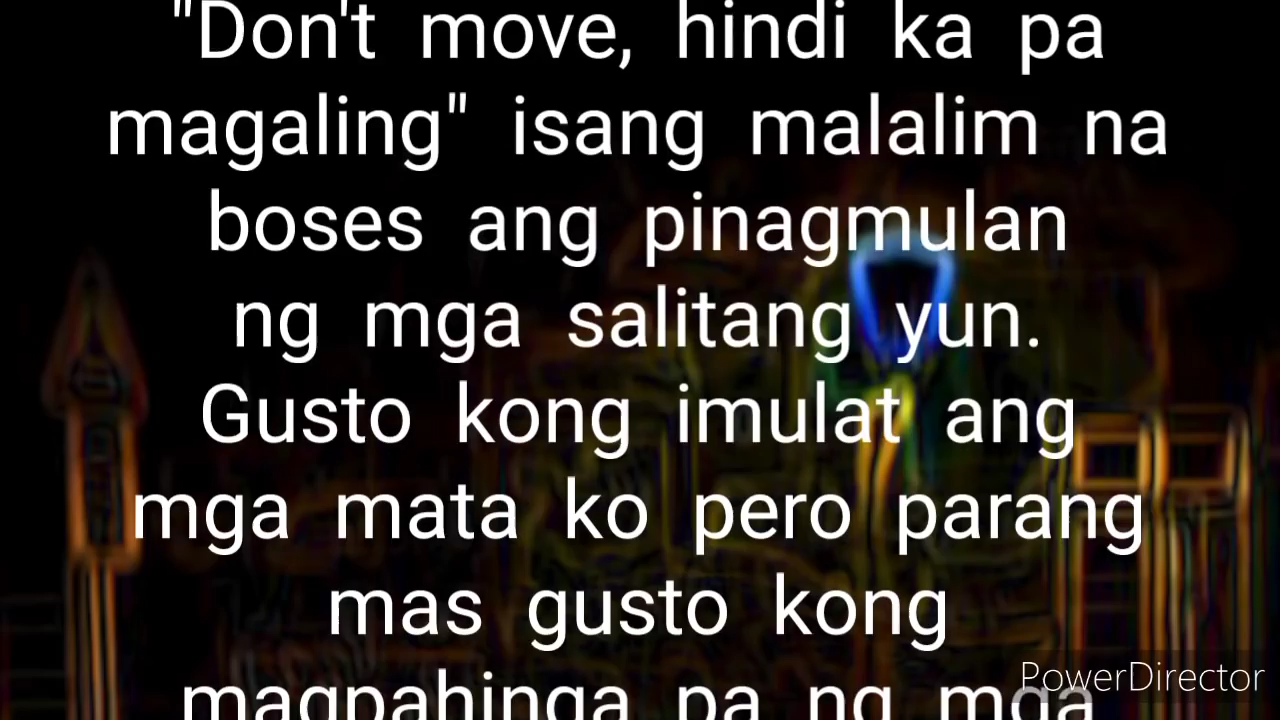 "Don't move, hindi ka pa
magaling" isang malalim na
boses ang pinagmulan
ng mga salitang yun.
Gusto kong imulat ang
mga mata ko pero parang
mas gusto kong
magpahinga pa ng mga
PowerDirector